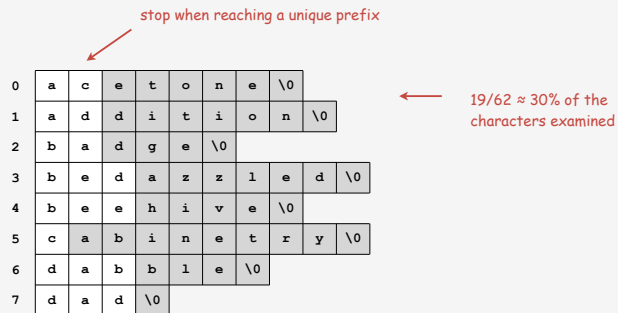 stop when reaching a unique prefix
0 a c e t o n e \0
19/62 ≈ 30% of the
1 a d d i t i o n \0
characters examined
2 b a d g e \0
3 b e d a z z l e d \0
4 b e e h i v e \0
5 c a b i n e t r y \0
6 d a b b l e \0
7 d a d \0